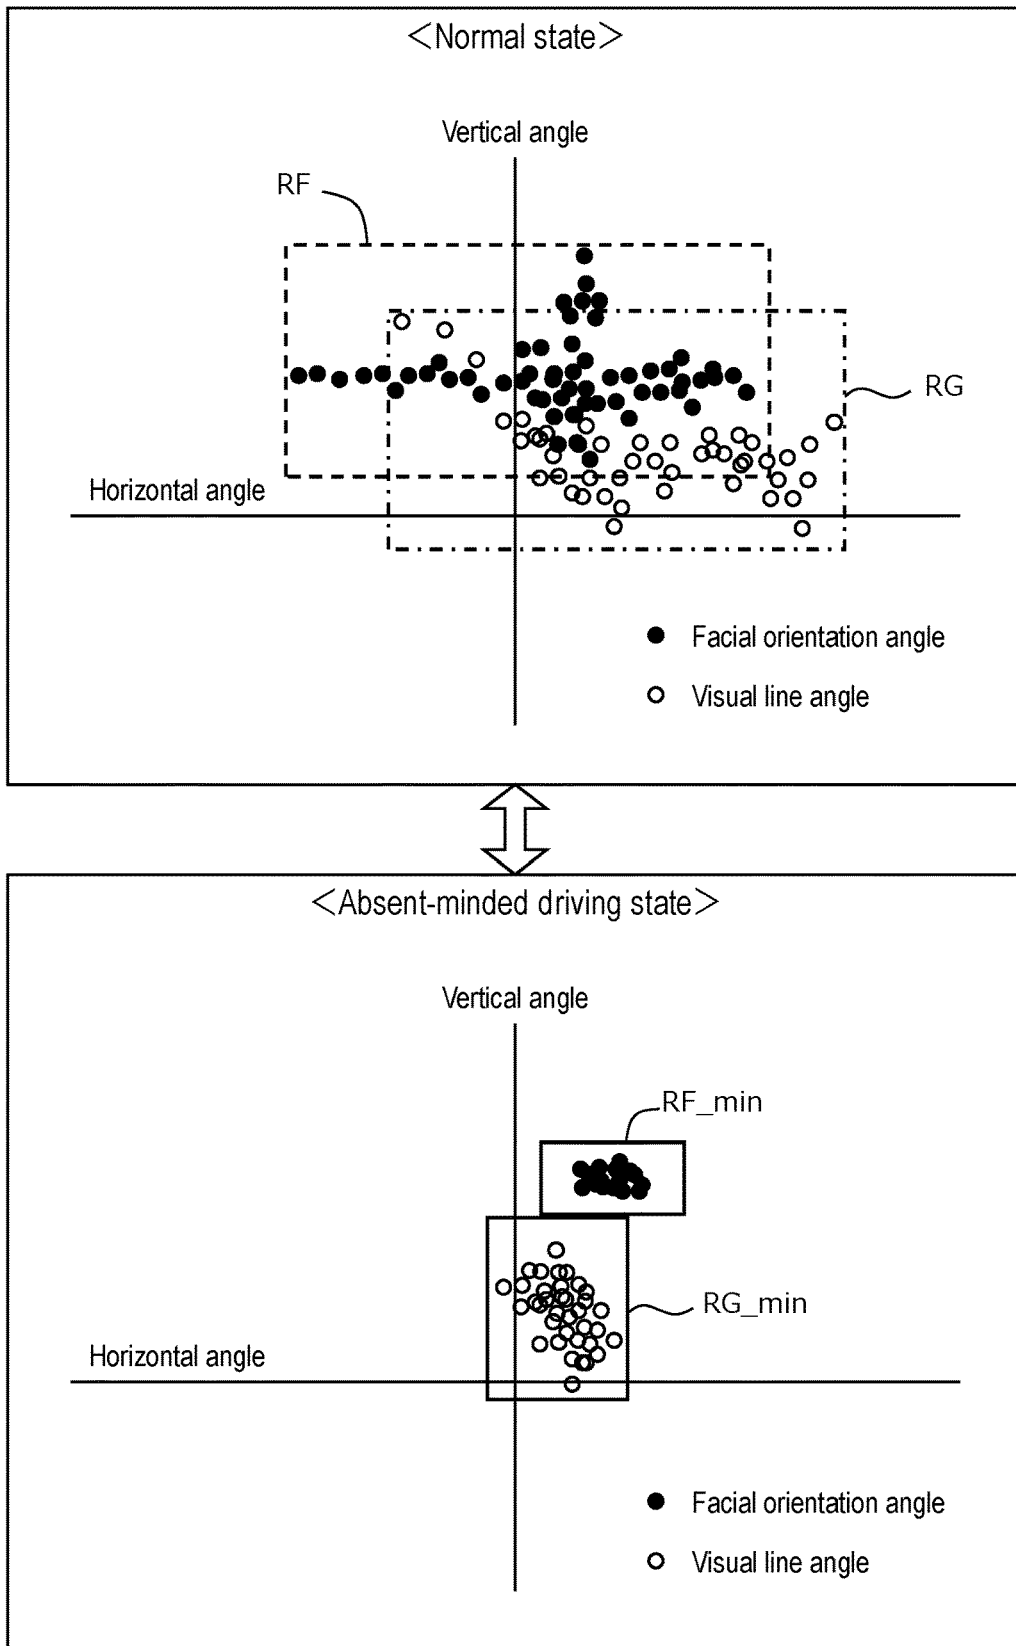 ＜Normal state＞
Vertical angle
RF
RG
Horizontal angle
Facial orientation angle
Visual line angle
＜Absent-minded driving state＞
Vertical angle
RF_min
RG_min
Horizontal angle
Facial orientation angle
Visual line angle